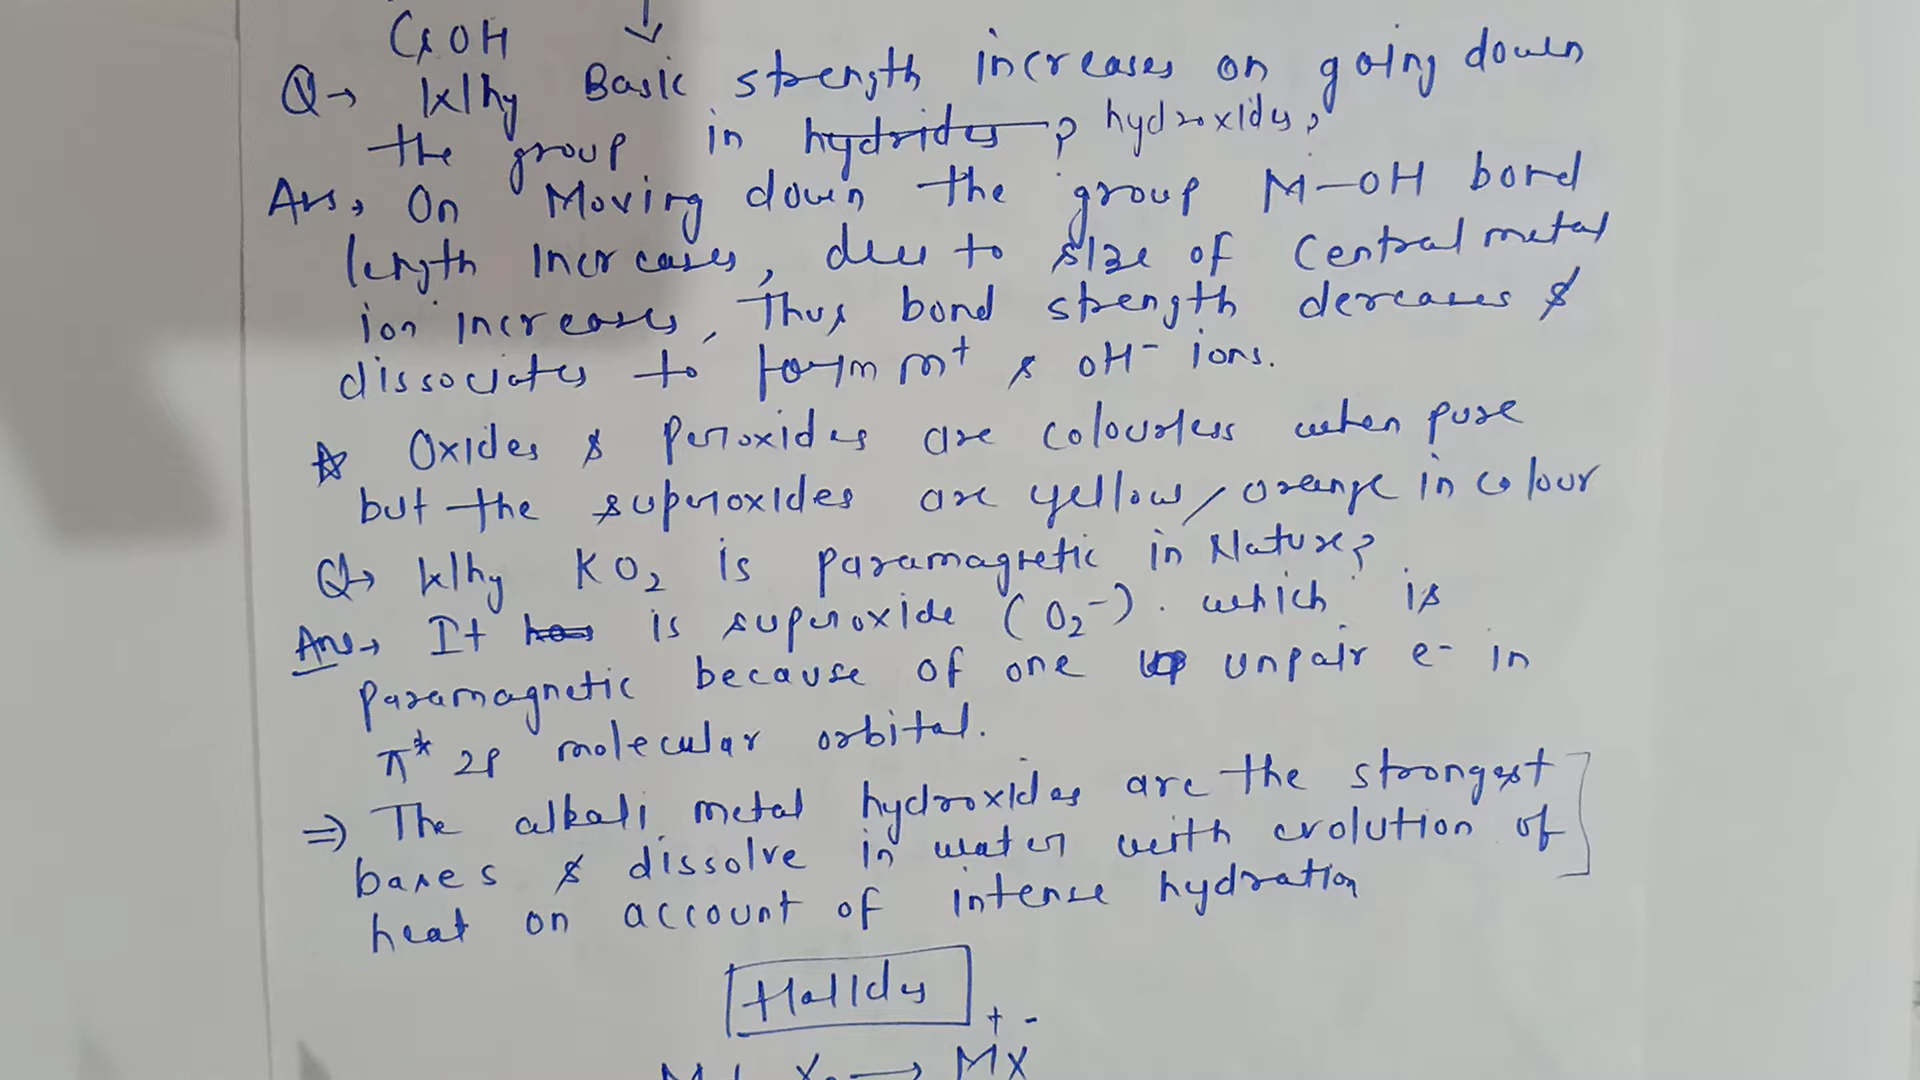 CsOH ↓
Q→ Why Basic strength increases on going down
the group in hydrides ? hydroxides?
Ans→ On Moving down the group M-OH bond
length increases, due to size of Central metal
ion increases, Thus bond strength dercases &
dissociates to form m⁺ & OH⁻ ions.
☆ Oxides & peroxides are colourless when pure
but the superoxides are yellow/orange in colour
Q→ Why KO₂ is paramagnetic in Nature?
Ans→ It has is superoxide (O₂⁻). which is
paramagnetic because of one up unpair e- in
π* 2p molecular orbital.
⇒ The alkali metal hydroxides are the strongest
bases & dissolve in water with evolution of
heat on account of intense hydration
Halides
+ -
→ MX